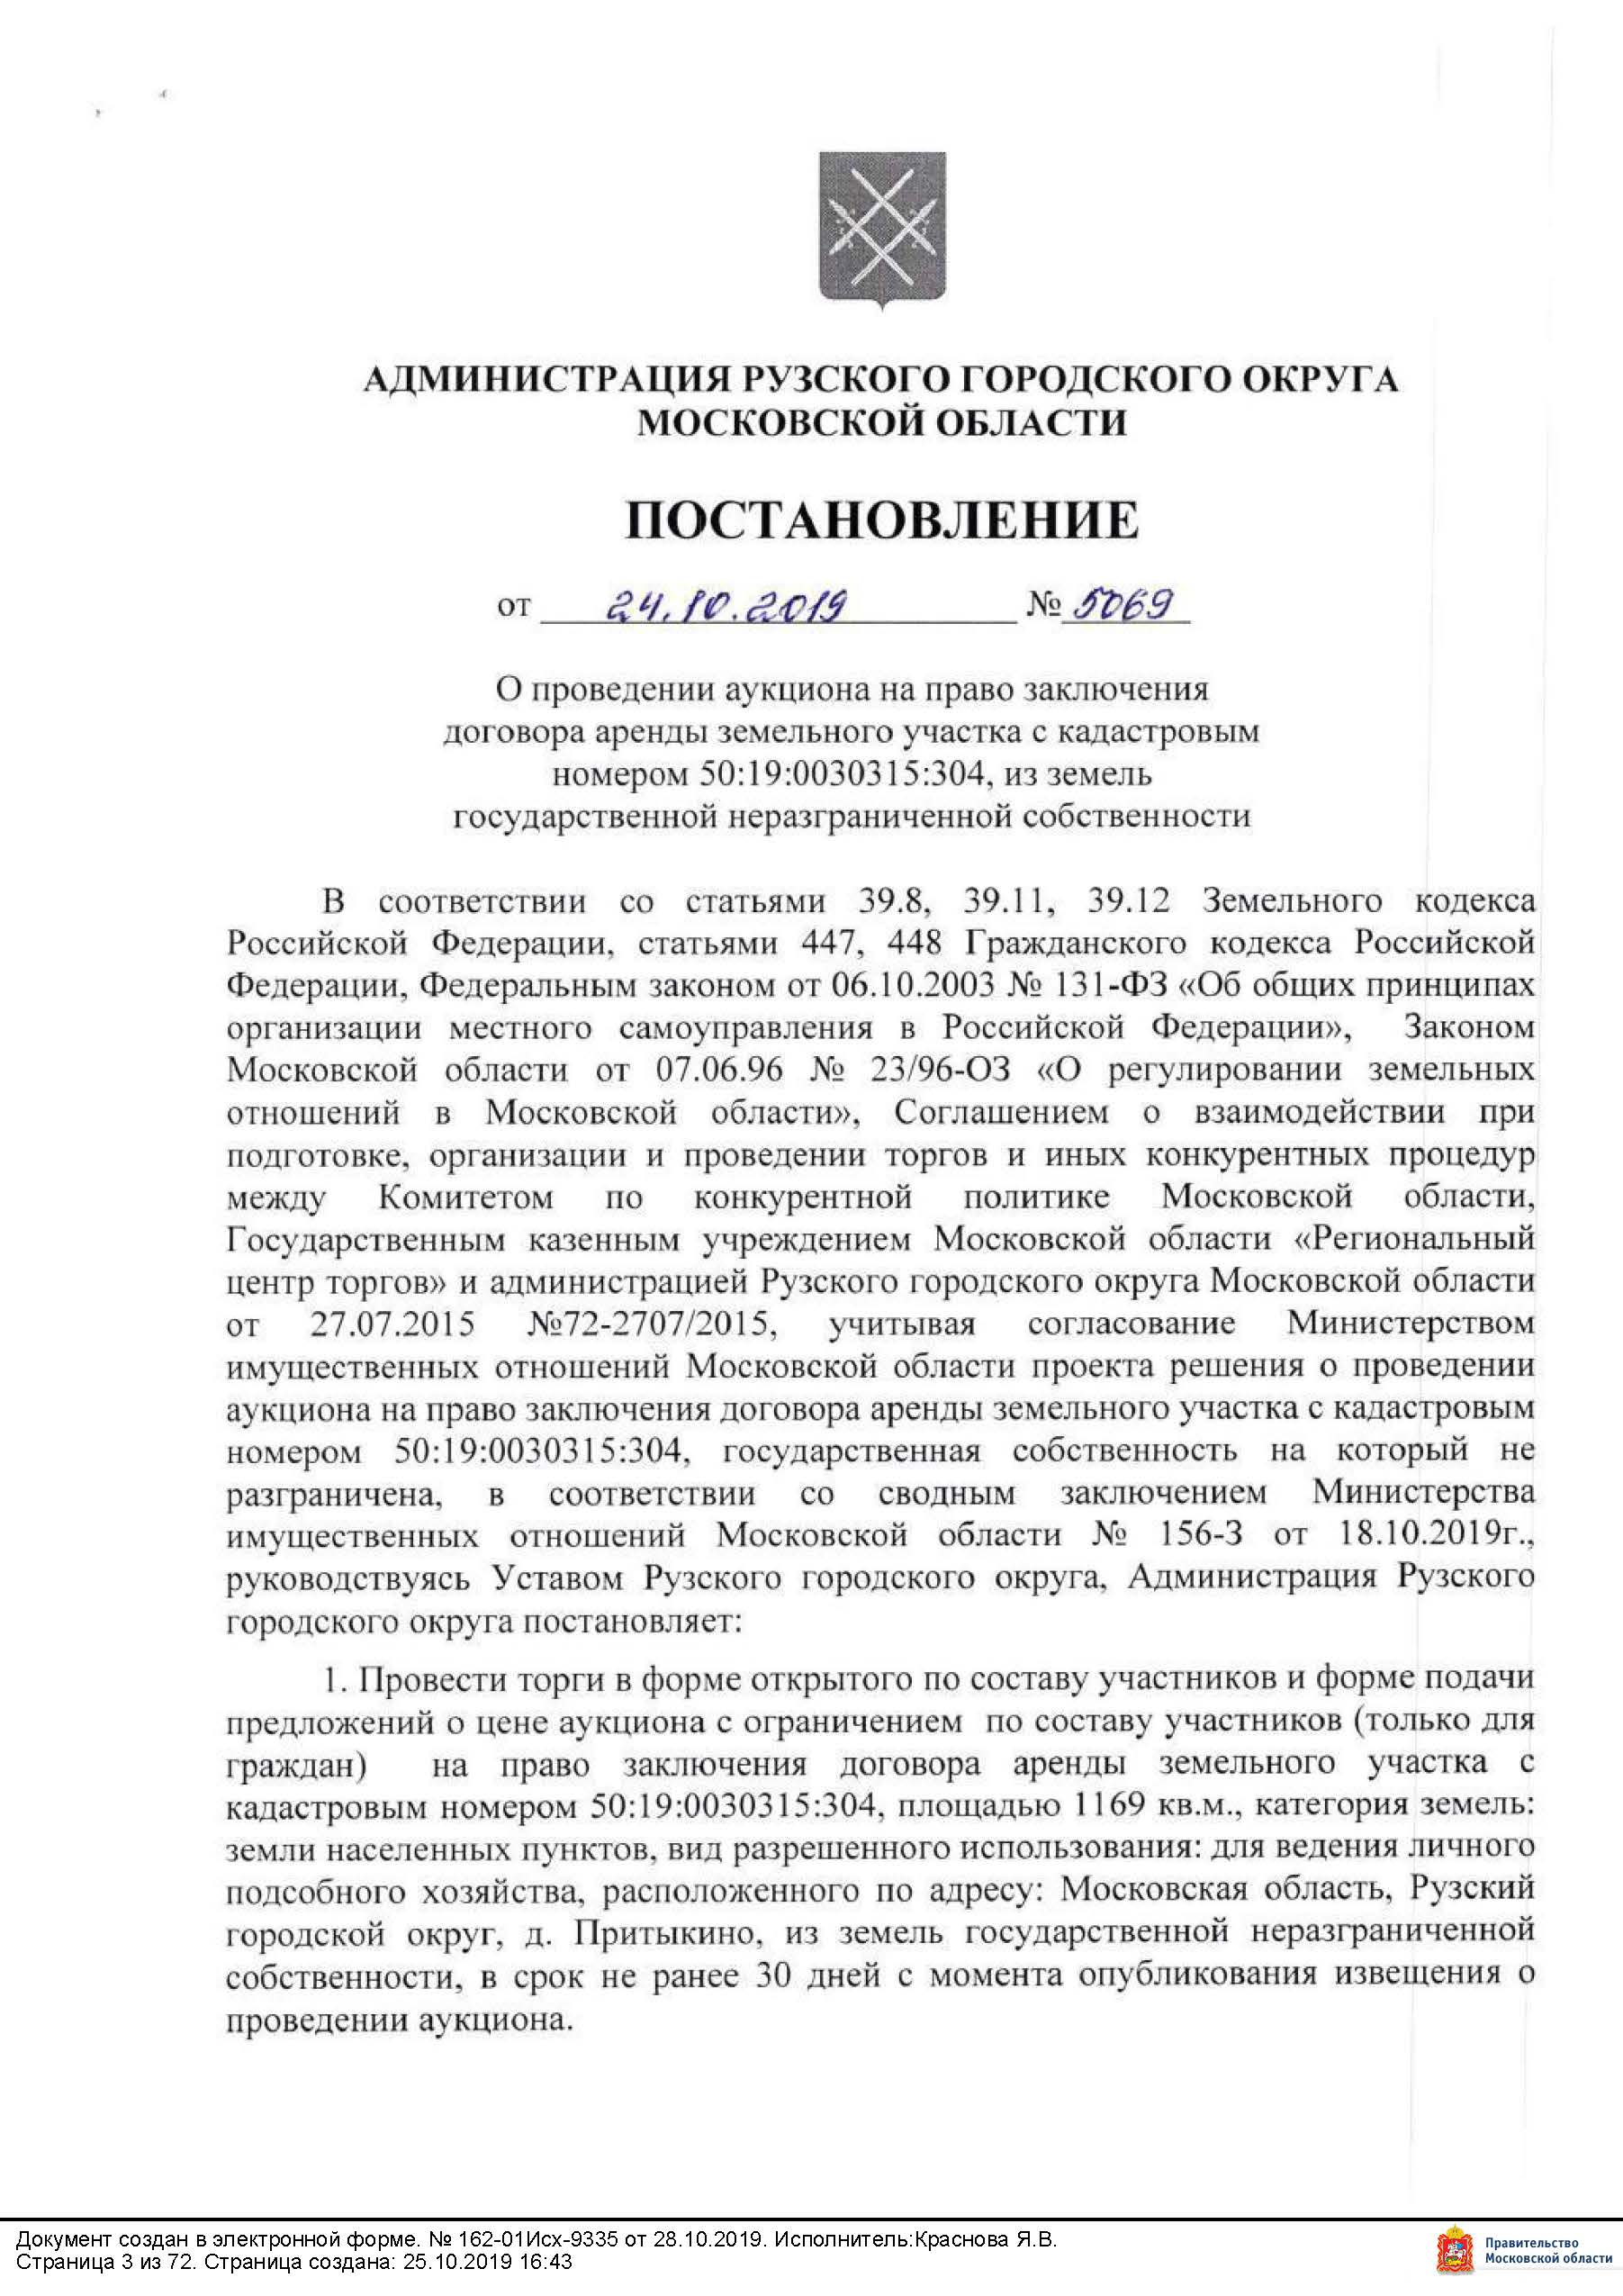 АДМИНИСТРАЦИЯ РУЗСКОГО ГОРОДСКОГО ОКРУГА
МОСКОВСКОЙ ОБЛАСТИ
ПОСТАНОВЛЕНИЕ
от 24.10.2019 № 5069
О проведении аукциона на право заключения
договора аренды земельного участка с кадастровым
номером 50:19:0030315:304, из земель
государственной неразграниченной собственности
В соответствии со статьями 39.8, 39.11, 39.12 Земельного кодекса
Российской Федерации, статьями 447, 448 Гражданского кодекса Российской
Федерации, Федеральным законом от 06.10.2003 № 131-ФЗ «Об общих принципах
организации местного самоуправления в Российской Федерации», Законом
Московской области от 07.06.96 № 23/96-ОЗ «О регулировании земельных
отношений в Московской области», Соглашением о взаимодействии при
подготовке, организации и проведении торгов и иных конкурентных процедур
между Комитетом по конкурентной политике Московской области,
Государственным казенным учреждением Московской области «Региональный
центр торгов» и администрацией Рузского городского округа Московской области
от 27.07.2015 №72-2707/2015, учитывая согласование Министерством
имущественных отношений Московской области проекта решения о проведении
аукциона на право заключения договора аренды земельного участка с кадастровым
номером 50:19:0030315:304, государственная собственность на который не
разграничена, в соответствии со сводным заключением Министерства
имущественных отношений Московской области № 156-З от 18.10.2019г.,
руководствуясь Уставом Рузского городского округа, Администрация Рузского
городского округа постановляет:
1. Провести торги в форме открытого по составу участников и форме подачи
предложений о цене аукциона с ограничением по составу участников (только для
граждан) на право заключения договора аренды земельного участка с
кадастровым номером 50:19:0030315:304, площадью 1169 кв.м., категория земель:
земли населенных пунктов, вид разрешенного использования: для ведения личного
подсобного хозяйства, расположенного по адресу: Московская область, Рузский
городской округ, д. Притыкино, из земель государственной неразграниченной
собственности, в срок не ранее 30 дней с момента опубликования извещения о
проведении аукциона.
Документ создан в электронной форме. № 162-01Исх-9335 от 28.10.2019. Исполнитель:Краснова Я.В.
Страница 3 из 72. Страница создана: 25.10.2019 16:43
Правительство
Московской области